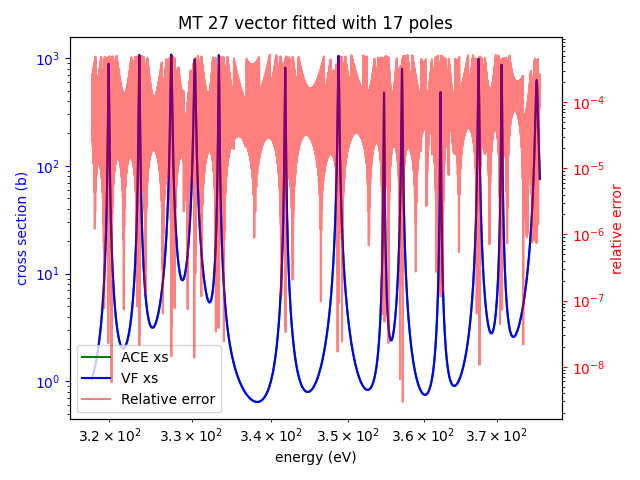 MT 27 vector fitted with 17 poles
10³
10²
10¹
10⁰
cross section (b)
10⁻⁴
10⁻⁵
10⁻⁶
10⁻⁷
10⁻⁸
relative error
ACE xs
VF xs
Relative error
3.2 × 10² 3.3 × 10² 3.4 × 10² 3.5 × 10² 3.6 × 10² 3.7 × 10²
energy (eV)